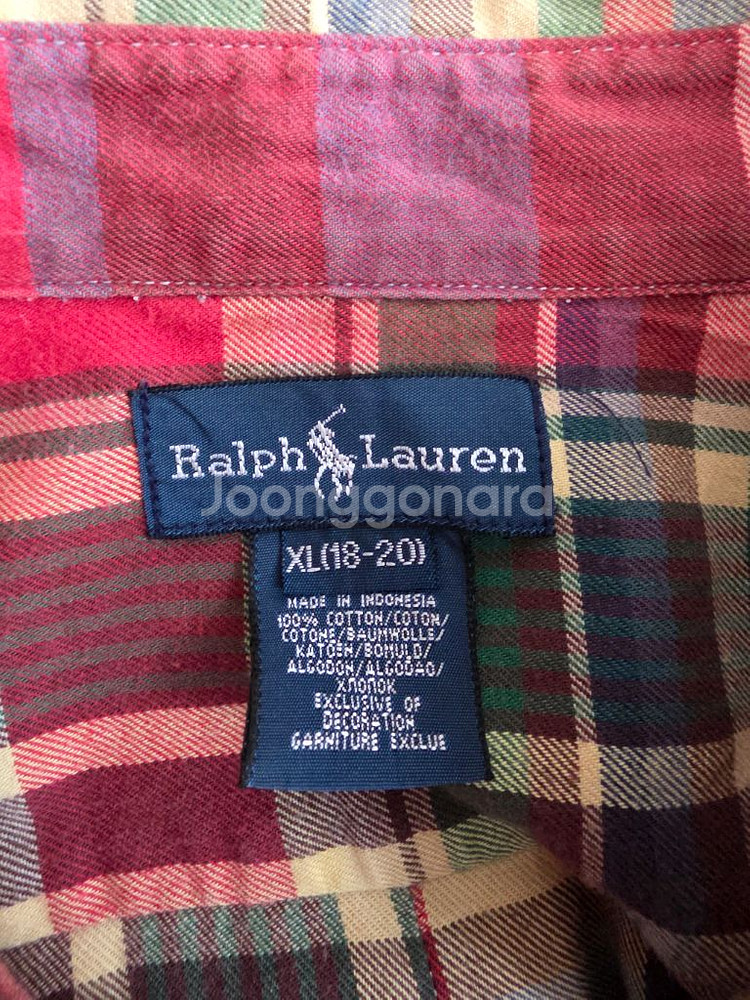 Ralph Lauren
Joonggonara
XL(18-20)
MADE IN INDONESIA
100% COTTON/COTON/
COTONE/BAUMWOLLE/
KATOEN/BOMULD/
ALGODON/ALGODAO/
ХЛОПОК
EXCLUSIVE OF
DECORATION
GARNITURE EXCLUE